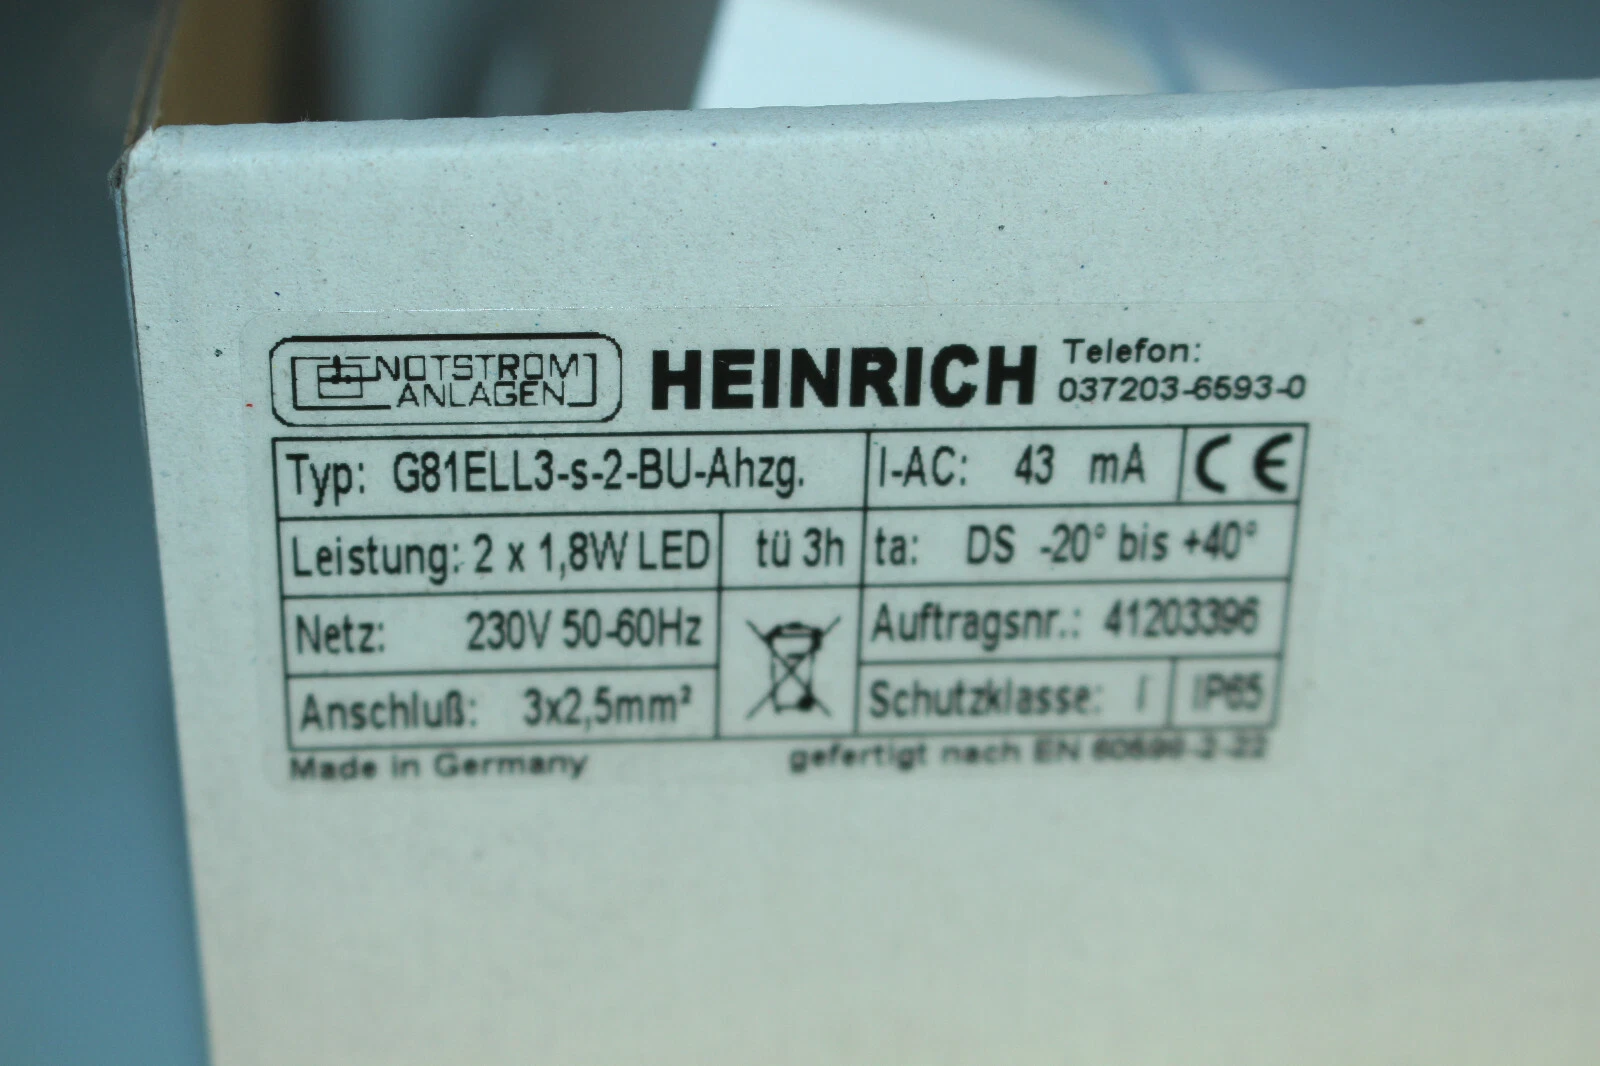 NOTSTROM
ANLAGEN
HEINRICH
Telefon:
037203-6593-0
Typ: G81ELL3-s-2-BU-Ahzg.
I-AC: 43 mA
CE
Leistung: 2 x 1,8W LED
tü 3h
ta: DS -20° bis +40°
Netz: 230V 50-60Hz
Auftragsnr.: 41203396
Anschluß: 3x2,5mm²
Schutzklasse: I
IP65
Made in Germany
gefertigt nach EN 60598-2-22